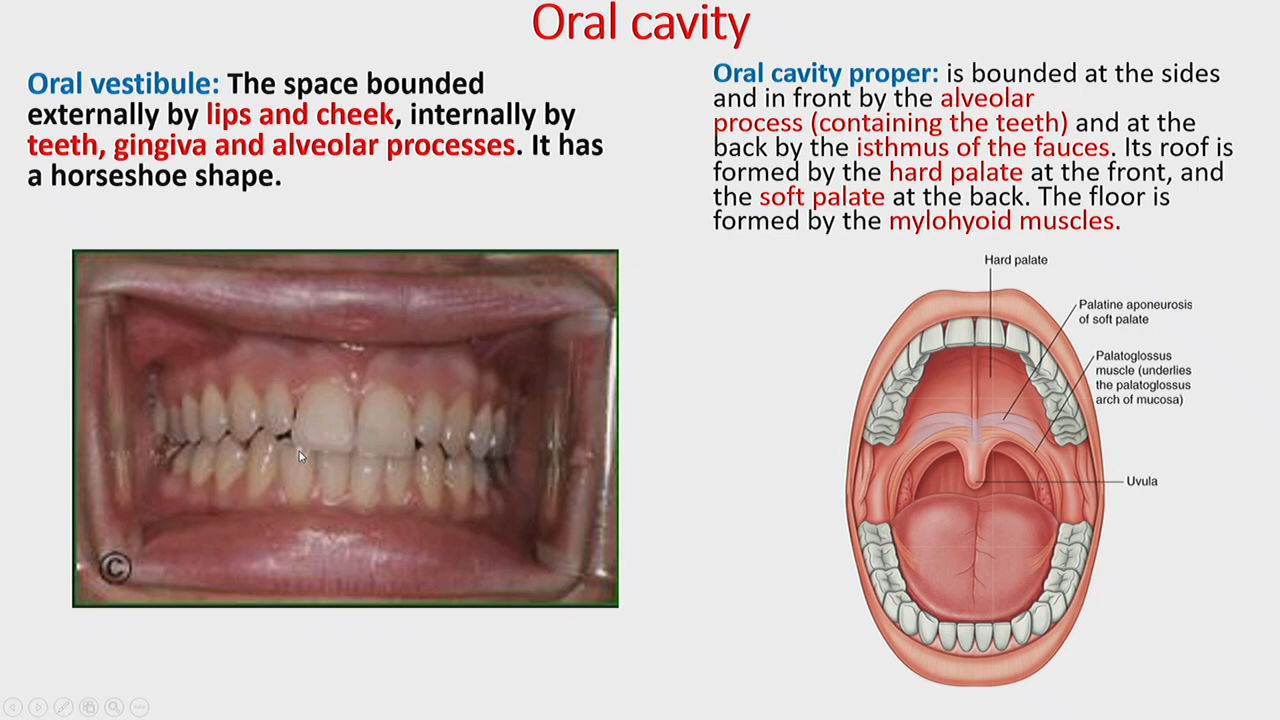 Oral cavity
Oral vestibule: The space bounded
externally by lips and cheek, internally by
teeth, gingiva and alveolar processes. It has
a horseshoe shape.
Oral cavity proper: is bounded at the sides
and in front by the alveolar
process (containing the teeth) and at the
back by the isthmus of the fauces. Its roof is
formed by the hard palate at the front, and
the soft palate at the back. The floor is
formed by the mylohyoid muscles.
Hard palate
Palatine aponeurosis
of soft palate
Palatoglossus
muscle (underlies
the palatoglossus
arch of mucosa)
Uvula
©